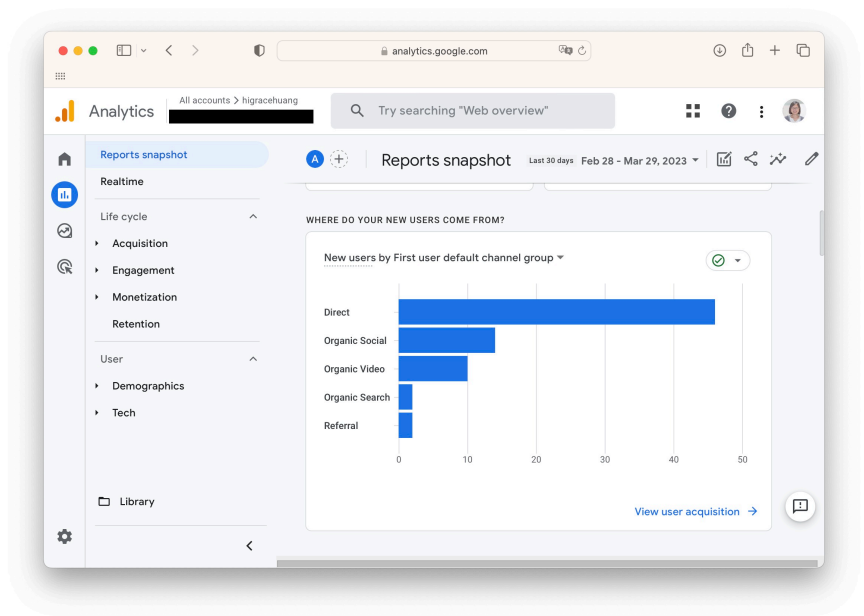 analytics.google.com
Analytics
All accounts > higracehuang
Try searching "Web overview"
Reports snapshot
Realtime
Life cycle
Acquisition
Engagement
Monetization
Retention
User
Demographics
Tech
Library
A
Reports snapshot
Last 30 days Feb 28 - Mar 29, 2023
WHERE DO YOUR NEW USERS COME FROM?
New users by First user default channel group
Direct
Organic Social
Organic Video
Organic Search
Referral
0 10 20 30 40 50
View user acquisition